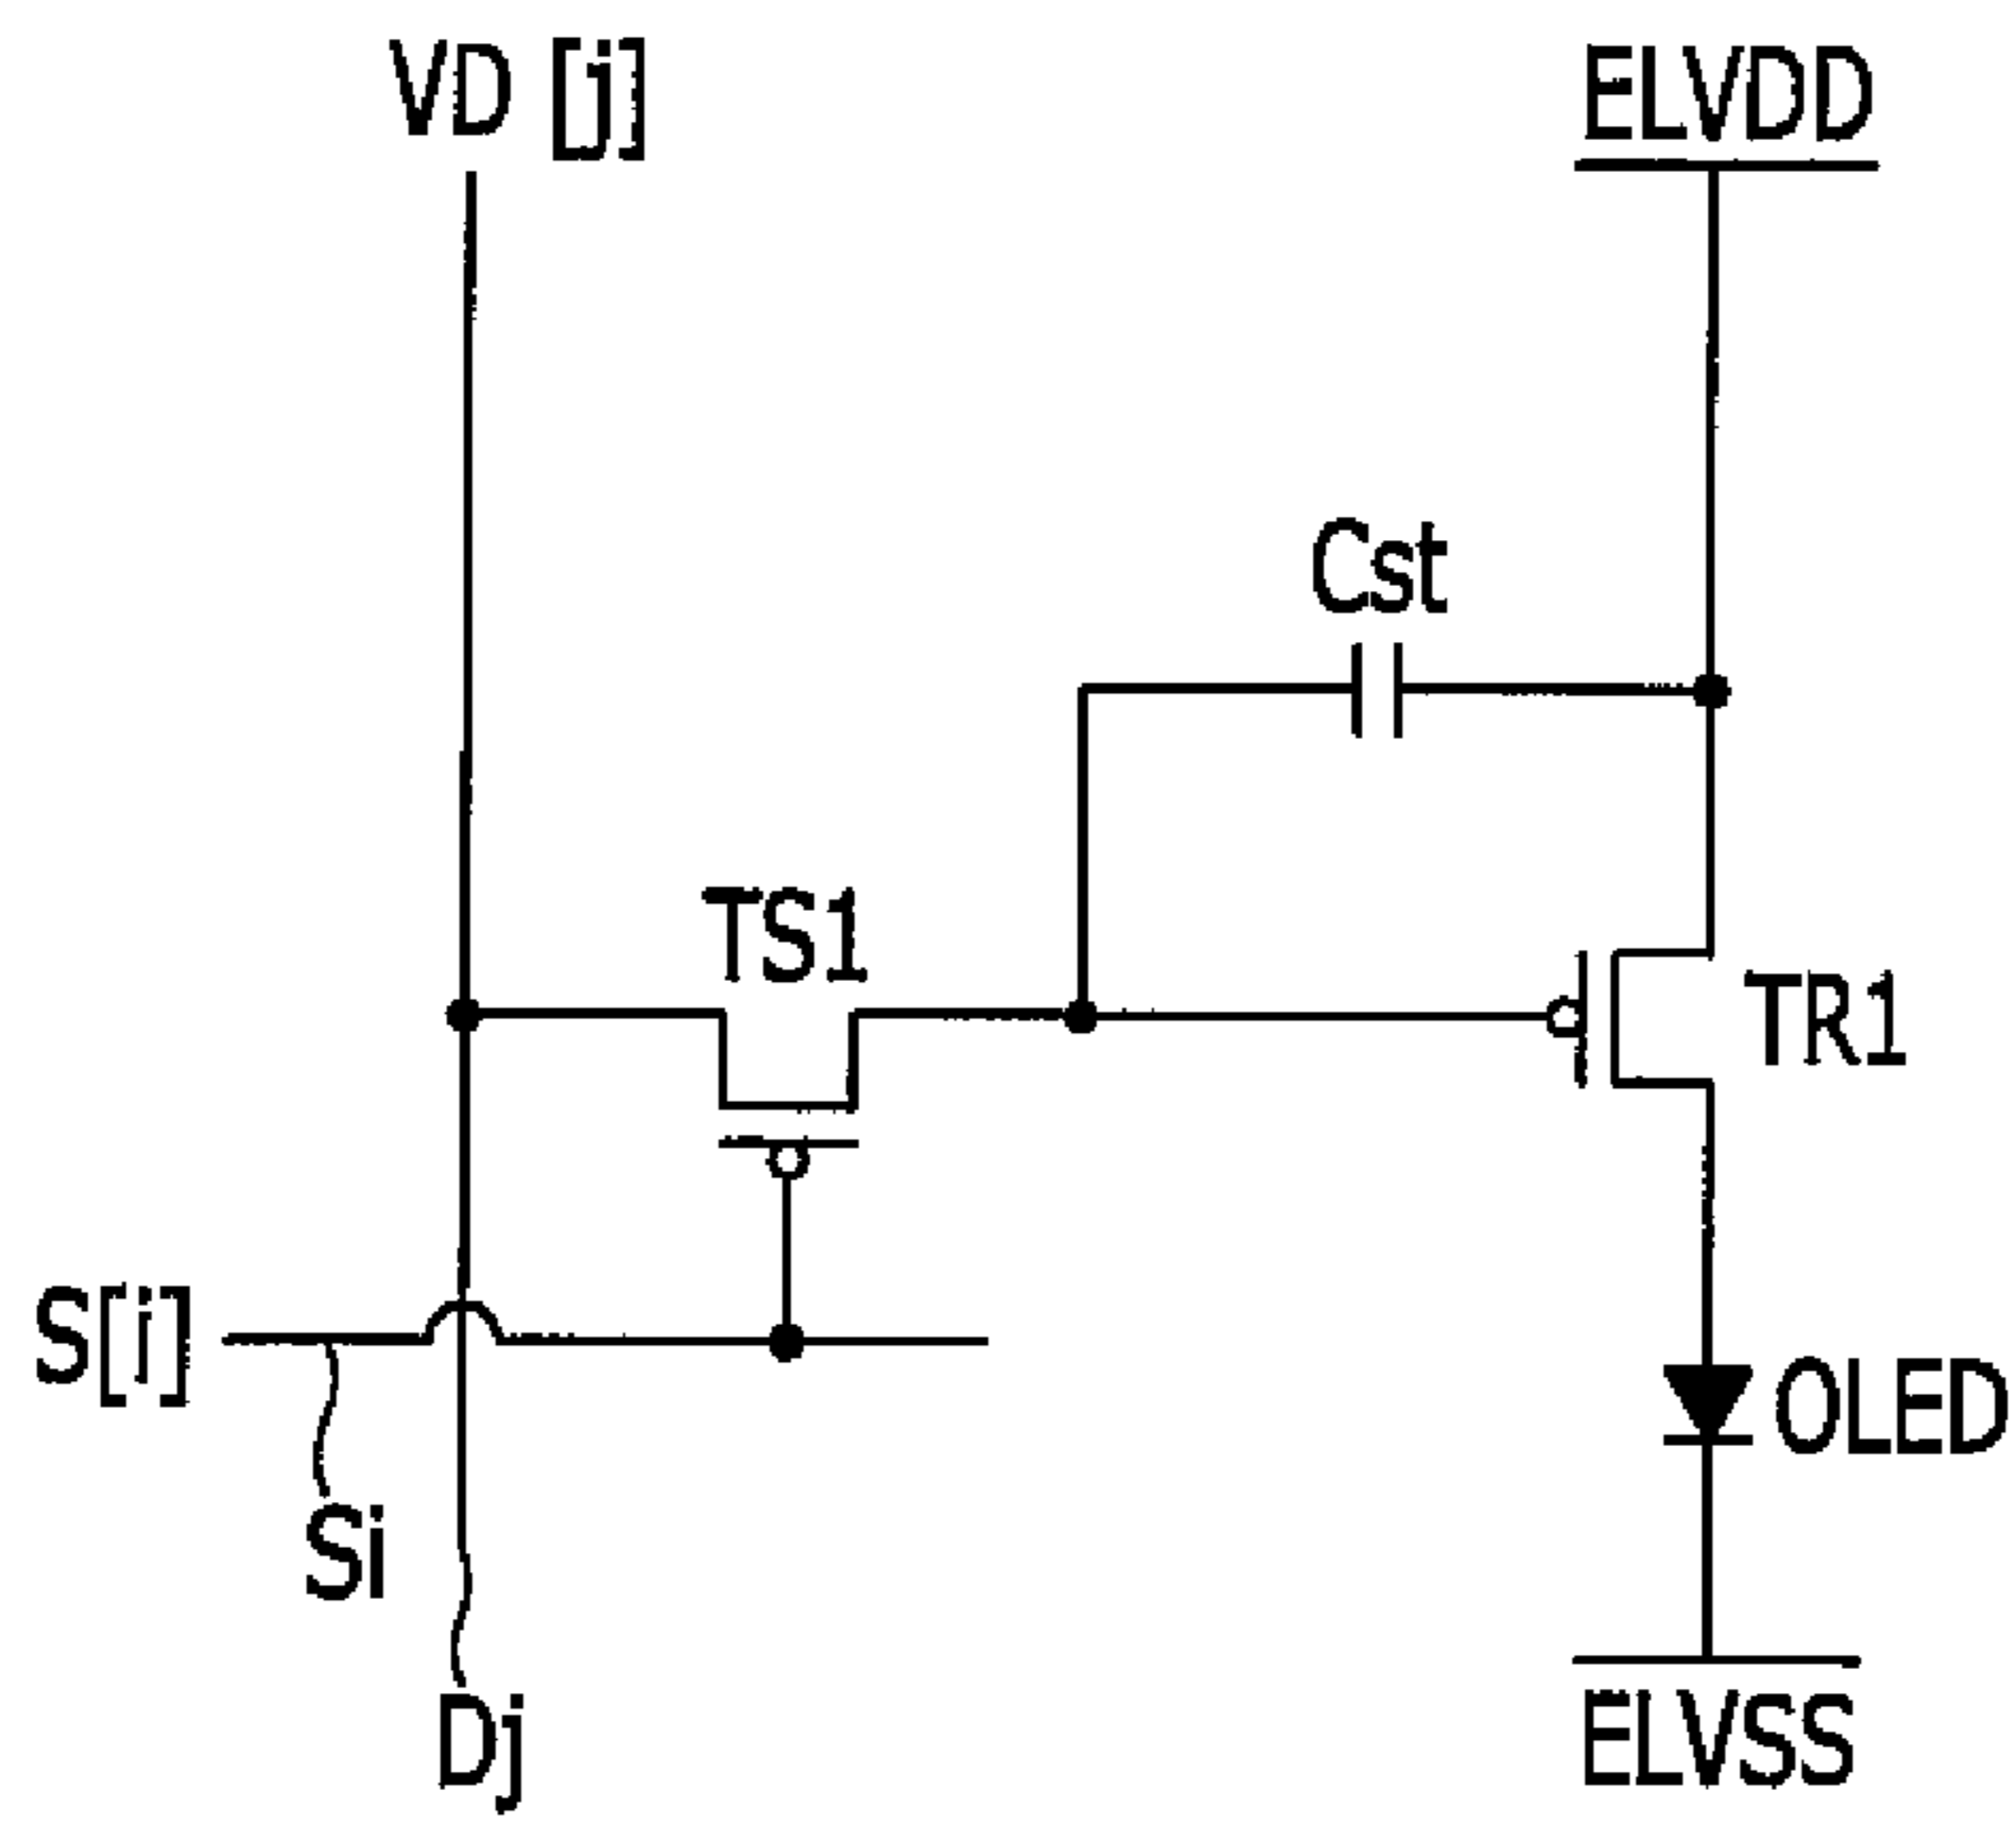 VD [j]
ELVDD
Cst
TS1
TR1
S[i]
OLED
Si
Dj
ELVSS